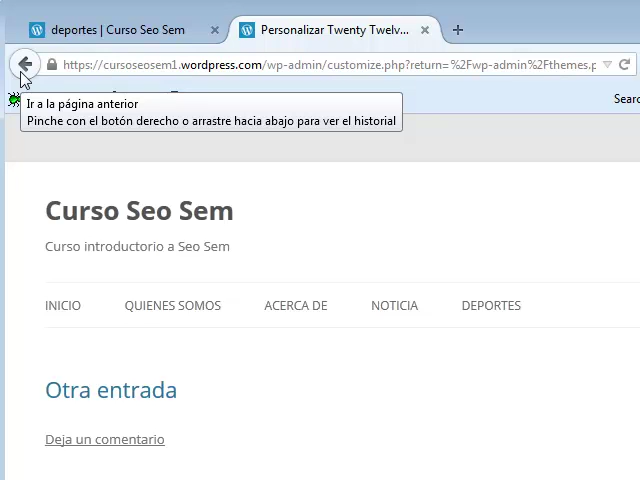 deportes | Curso Seo Sem
Personalizar Twenty Twelv...
https://cursoseosem1.wordpress.com/wp-admin/customize.php?return=%2Fwp-admin%2Fthemes.p
Searc
Ir a la página anterior
Pinche con el botón derecho o arrastre hacia abajo para ver el historial
Curso Seo Sem
Curso introductorio a Seo Sem
INICIO QUIENES SOMOS ACERCA DE NOTICIA DEPORTES
Otra entrada
Deja un comentario